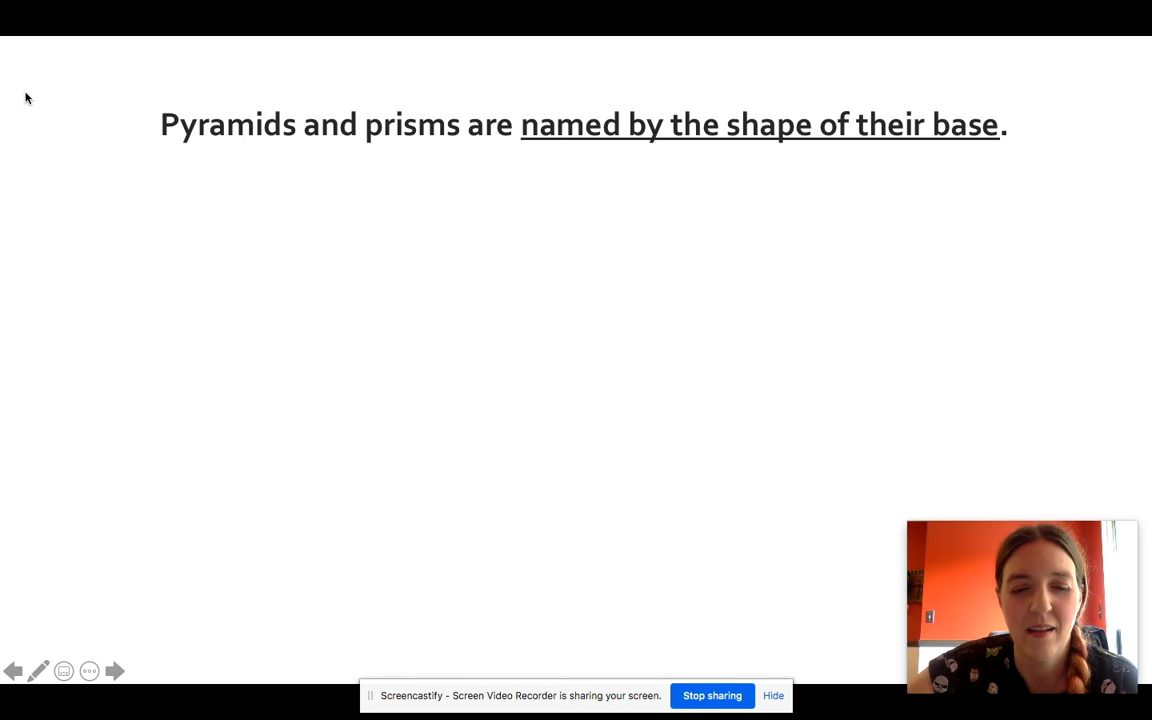 Pyramids and prisms are named by the shape of their base.
Screencastify - Screen Video Recorder is sharing your screen. Stop sharing Hide